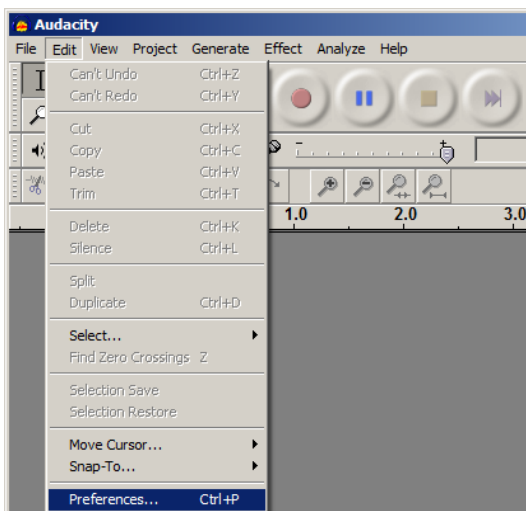 Audacity
File Edit View Project Generate Effect Analyze Help
Can't Undo Ctrl+Z
Can't Redo Ctrl+Y
Cut Ctrl+X
Copy Ctrl+C
Paste Ctrl+V
Trim Ctrl+T
1.0 2.0 3.0
Delete Ctrl+K
Silence Ctrl+L
Split
Duplicate Ctrl+D
Select...
Find Zero Crossings Z
Selection Save
Selection Restore
Move Cursor...
Snap-To...
Preferences... Ctrl+P